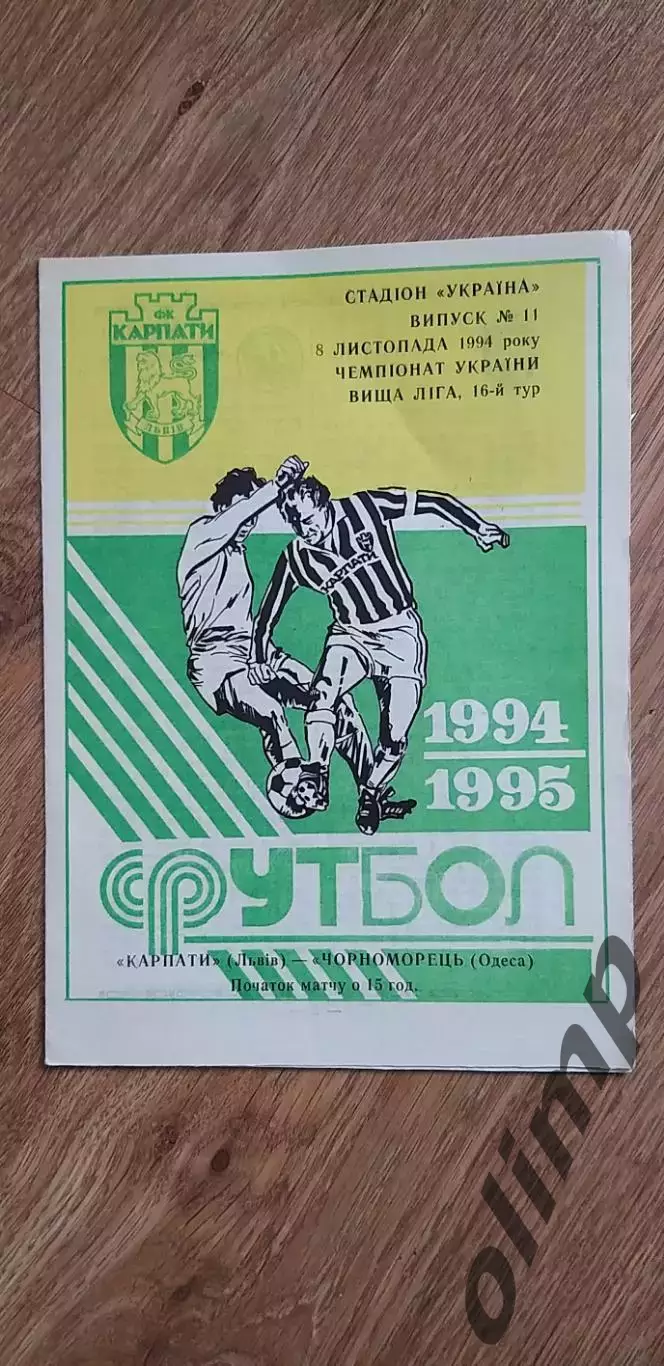 ФК
КАРПАТИ
ЛЬВІВ
СТАДІОН «УКРАЇНА»
ВИПУСК № 11
8 ЛИСТОПАДА 1994 року
ЧЕМПІОНАТ УКРАЇНИ
ВИЩА ЛІГА, 16-й тур
КАРПАТИ
1994
1995
ФУТБОЛ
«КАРПАТИ» (Львів) — «ЧОРНОМОРЕЦЬ (Одеса)
Початок матчу о 15 год.
olimp
olimp